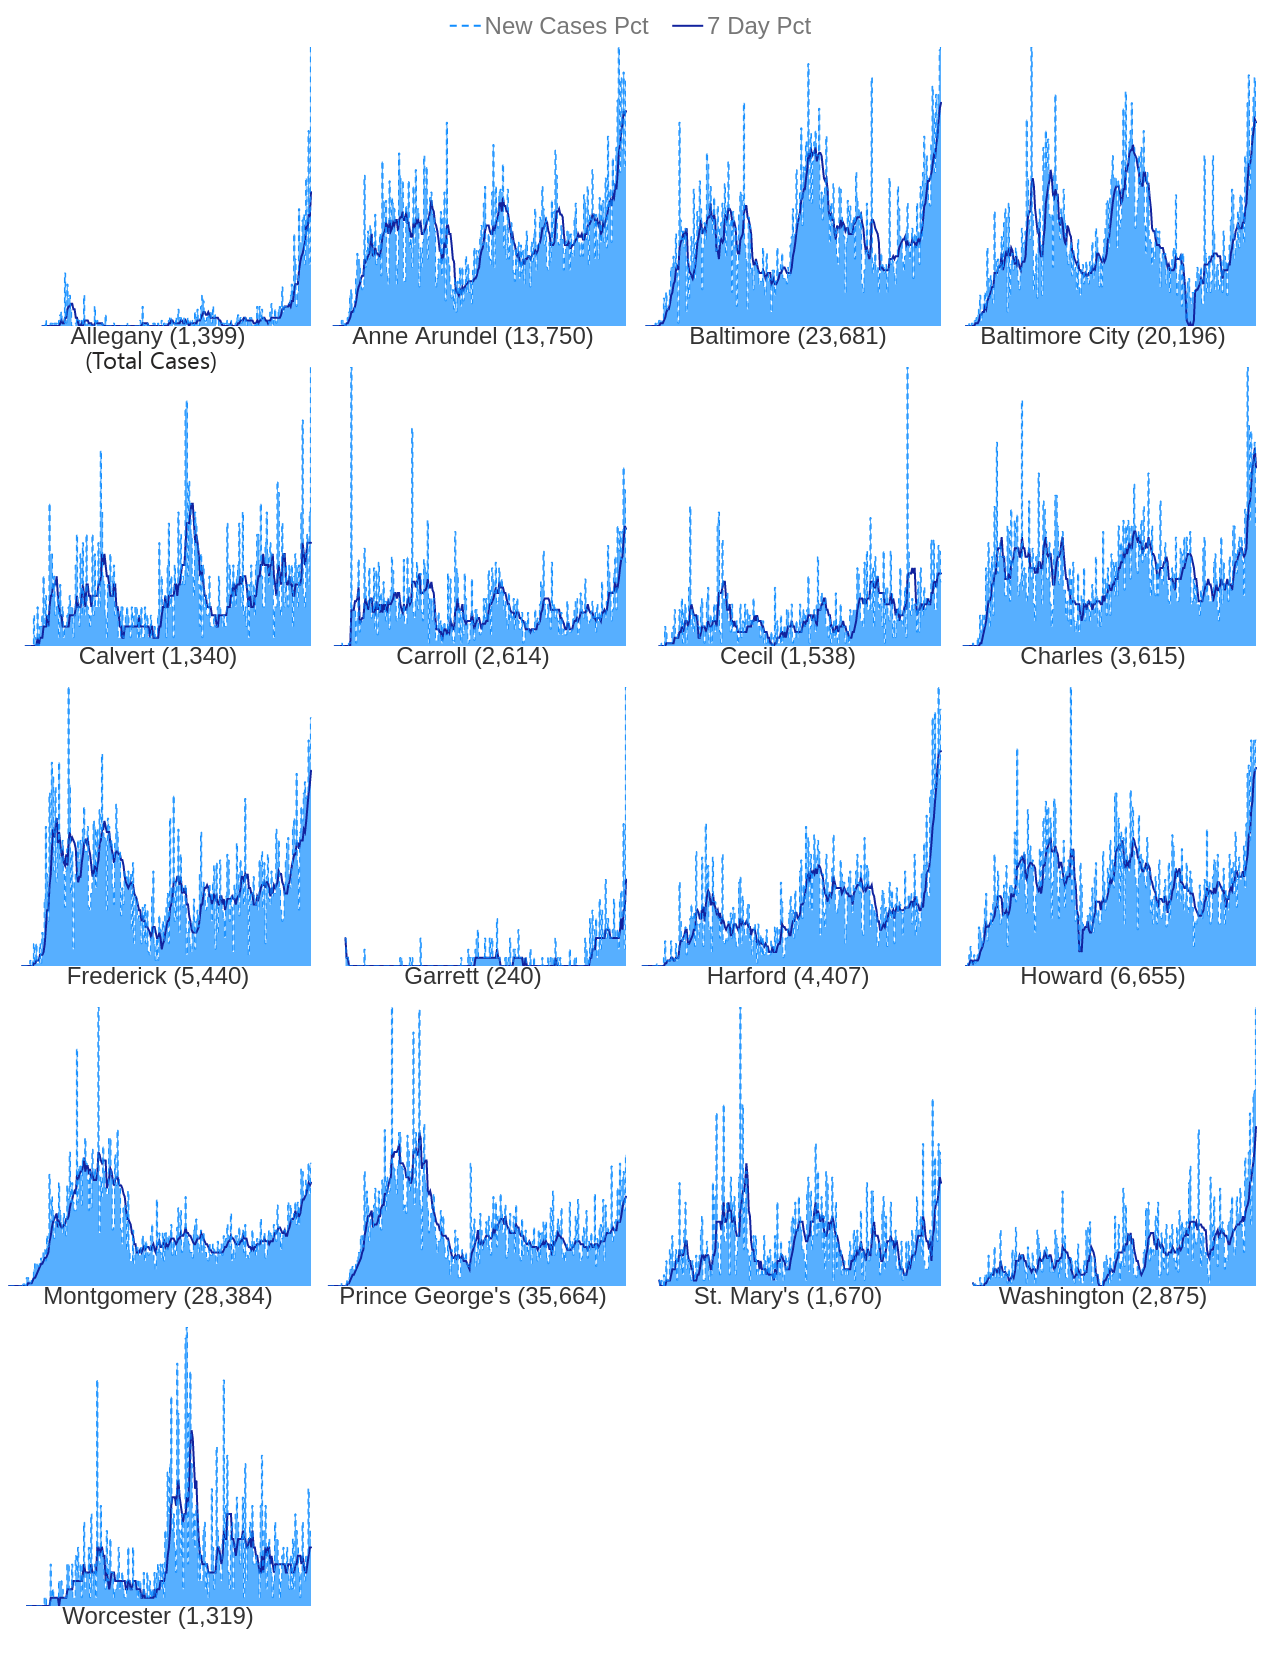 New Cases Pct 7 Day Pct
Allegany (1,399) Anne Arundel (13,750) Baltimore (23,681) Baltimore City (20,196)
(Total Cases)
Calvert (1,340) Carroll (2,614) Cecil (1,538) Charles (3,615)
Frederick (5,440) Garrett (240) Harford (4,407) Howard (6,655)
Montgomery (28,384) Prince George's (35,664) St. Mary's (1,670) Washington (2,875)
Worcester (1,319)